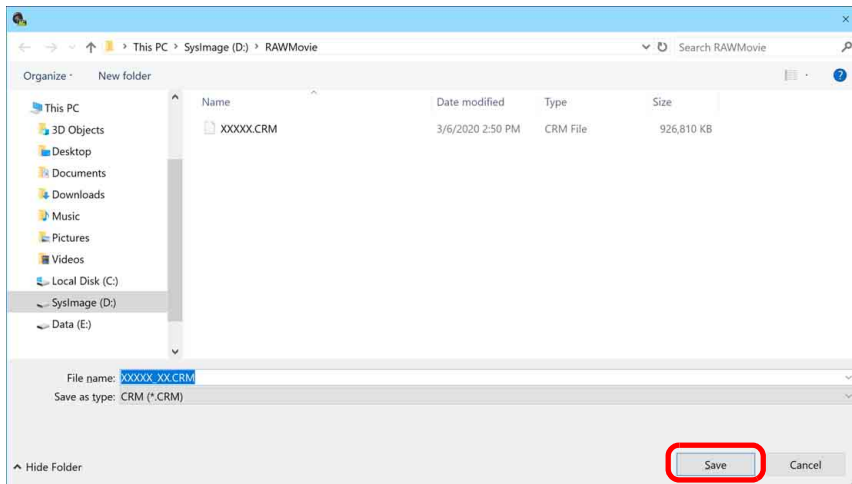 ×
This PC > SysImage (D:) > RAWMovie Search RAWMovie
Organize New folder ?
This PC
3D Objects
Desktop
Documents
Downloads
Music
Pictures
Videos
Local Disk (C:)
SysImage (D:)
Data (E:)
Name Date modified Type Size
XXXXX.CRM 3/6/2020 2:50 PM CRM File 926,810 KB
File name: XXXXX_XX.CRM
Save as type: CRM (*.CRM)
Hide Folder Save Cancel